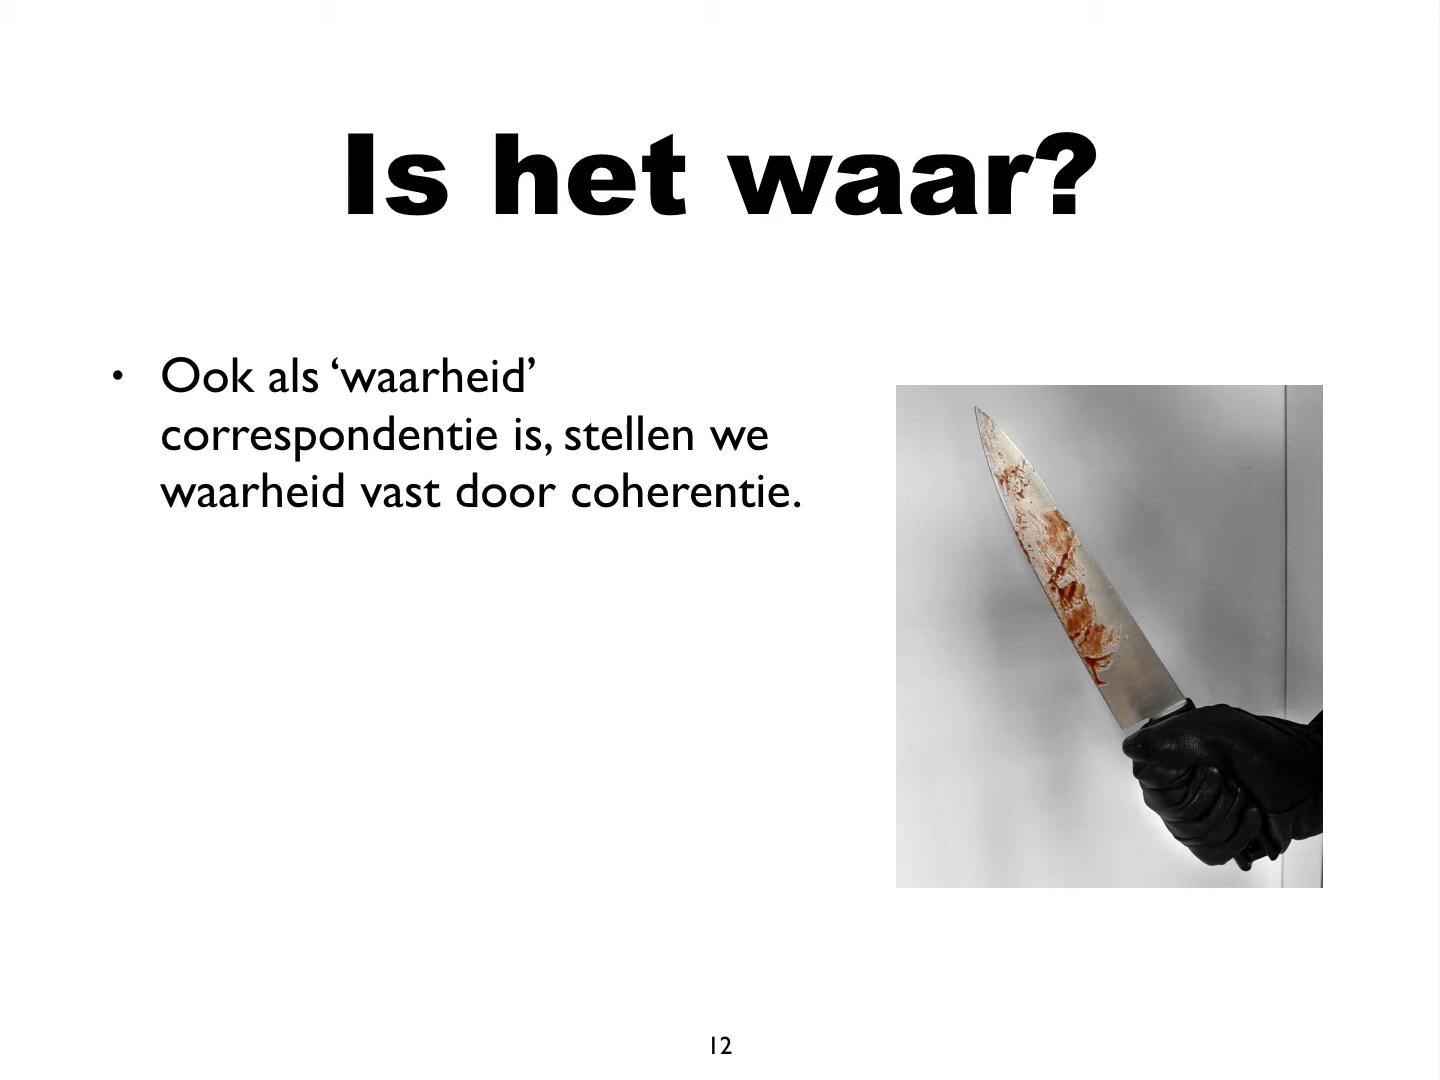 Is het waar?
• Ook als ‘waarheid’
correspondentie is, stellen we
waarheid vast door coherentie.
12